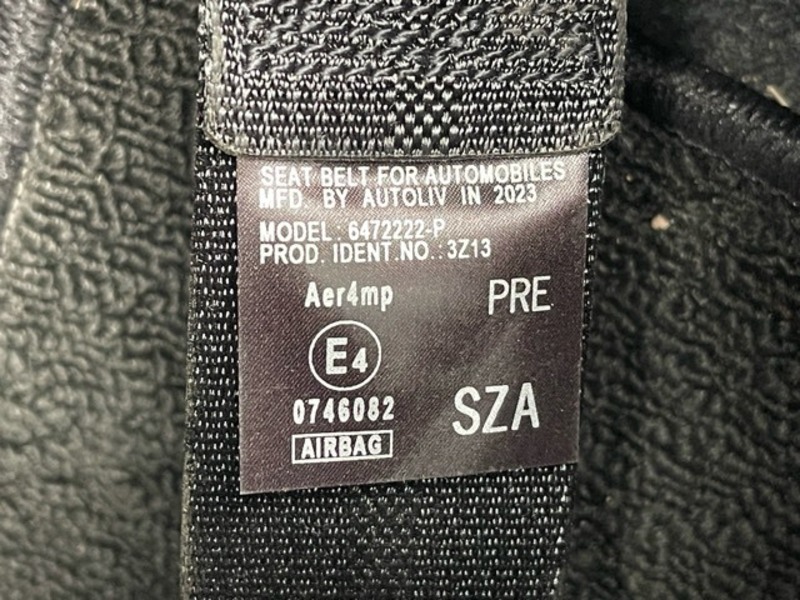 SEAT BELT FOR AUTOMOBILES
MFD. BY AUTOLIV IN 2023
MODEL: 6472222-P
PROD. IDENT.NO.:3Z13
Aer4mp PRE
E4
0746082 SZA
AIRBAG